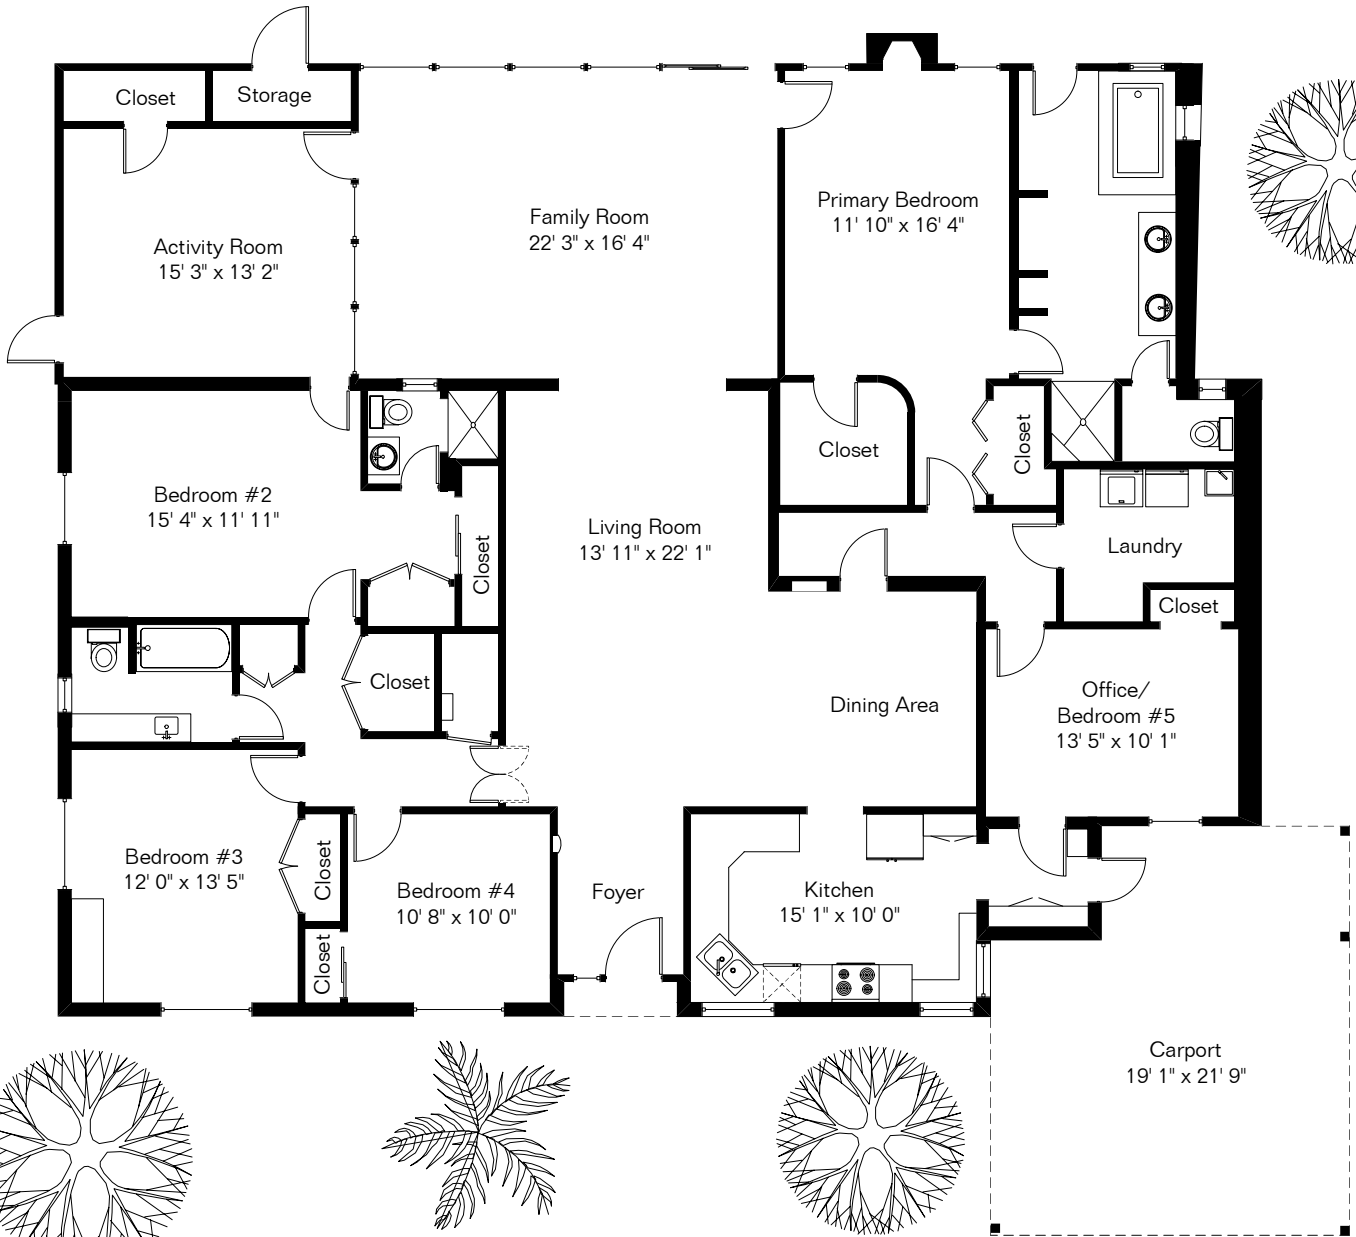 Closet
Storage
Activity Room
15' 3" x 13' 2"
Family Room
22' 3" x 16' 4"
Primary Bedroom
11' 10" x 16' 4"
Closet
Closet
Bedroom #2
15' 4" x 11' 11"
Closet
Living Room
13' 11" x 22' 1"
Laundry
Closet
Closet
Dining Area
Office/
Bedroom #5
13' 5" x 10' 1"
Bedroom #3
12' 0" x 13' 5"
Closet
Closet
Bedroom #4
10' 8" x 10' 0"
Foyer
Kitchen
15' 1" x 10' 0"
Carport
19' 1" x 21' 9"